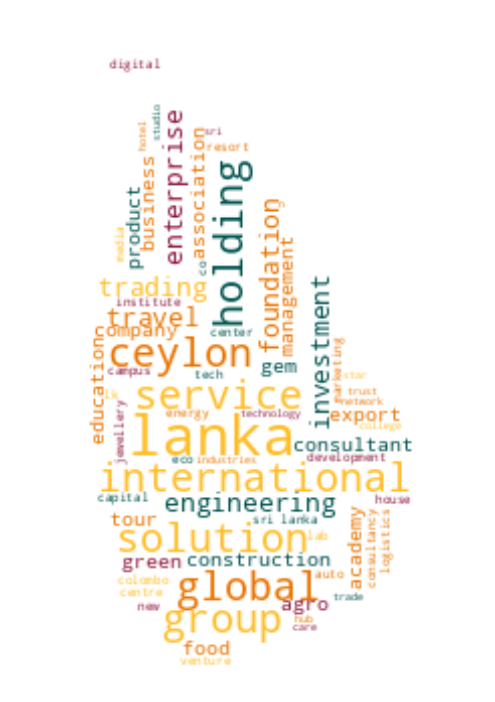 digital
studio
hotel
enterprise
sri
resort
association
business
product
holding
media
co
foundation
management
trading
institute
travel
company
center
investment
ceylon
gem
tech
campus
education
marketing
star
lk
service
trust
network
energy
technology
export
college
jewellery
lanka
consultant
development
eco
industries
international
capital
engineering
house
tour
sri lanka
academy
consultancy
logistics
solution
lab
green
construction
auto
colombo
centre
global
trade
new
agro
group
hub
care
food
venture